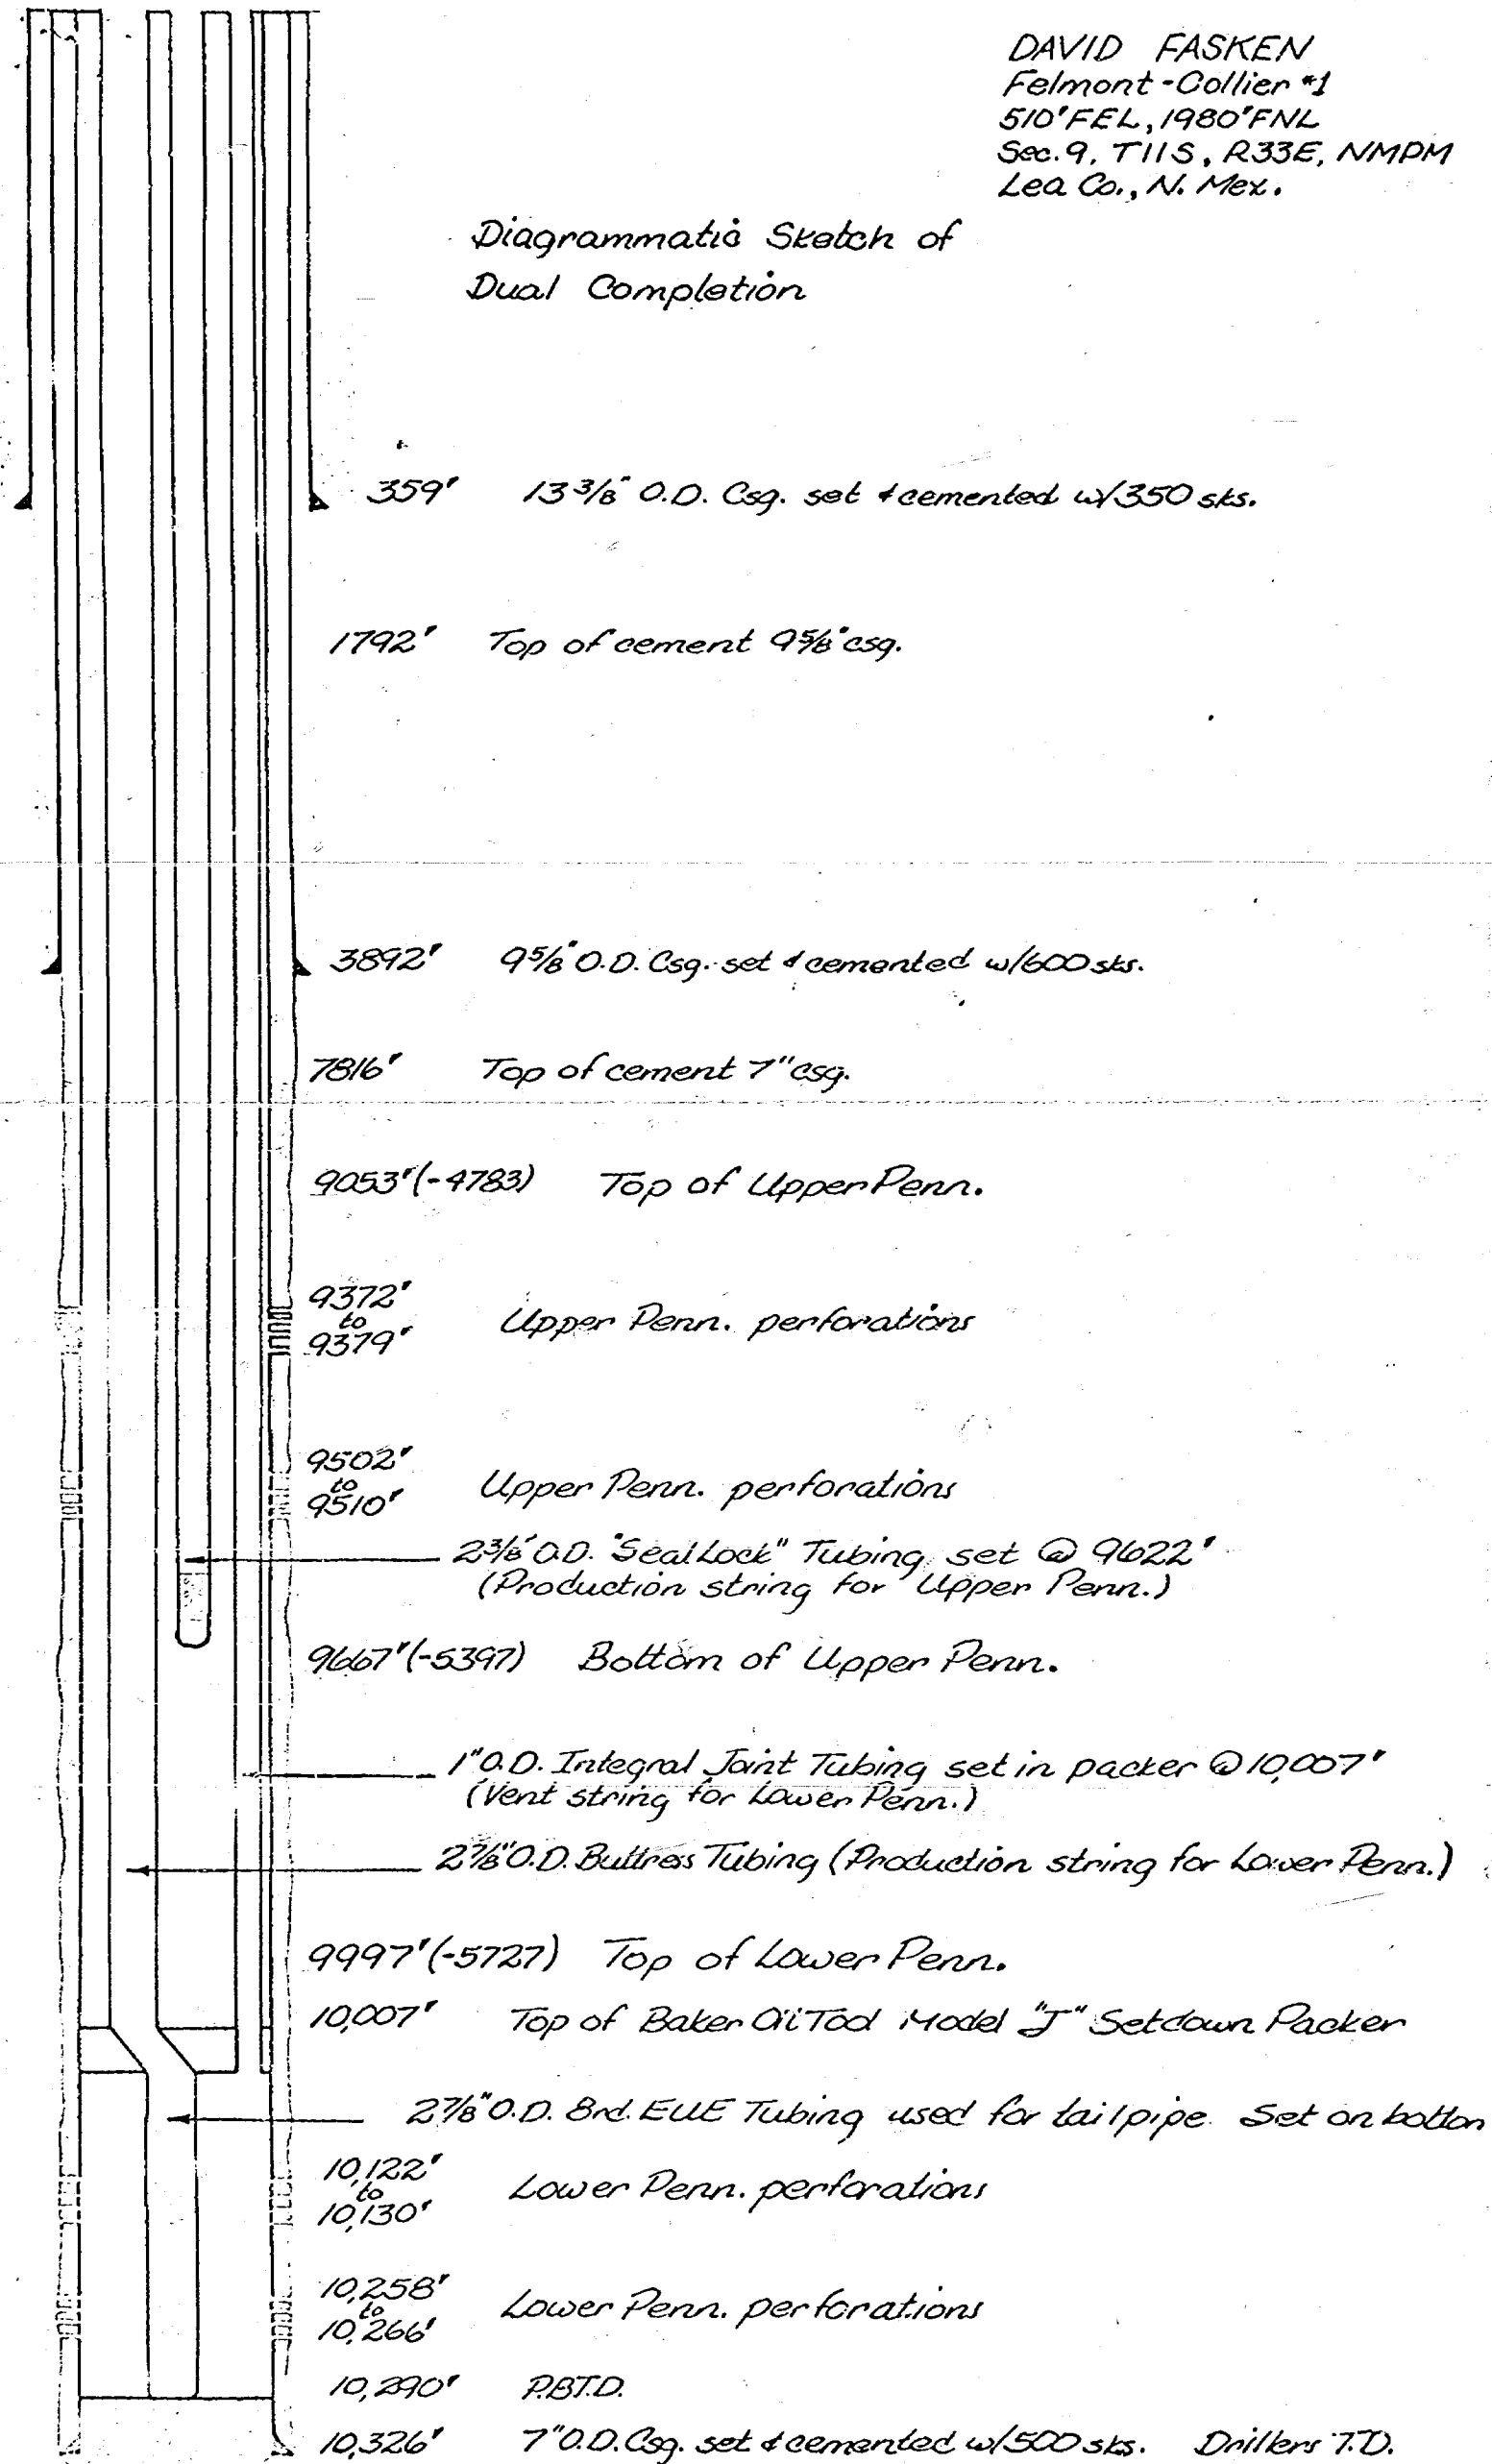 DAVID FASKEN
Felmont-Collier #1
510' FEL, 1980' FNL
Sec. 9, T11S, R33E, NMPM
Lea Co., N. Mex.
Diagrammatic Sketch of
Dual Completion
359' 13 3/8" O.D. Csg. set & cemented w/350 sks.
1792' Top of cement 9 5/8" csg.
3892' 9 5/8" O.D. Csg. set & cemented w/600 sks.
7816' Top of cement 7" csg.
9053' (-4783) Top of Upper Penn.
9372'
to
9379'
Upper Penn. perforations
9502'
to
9510'
Upper Penn. perforations
2 3/8" O.D. "Seal Lock" Tubing set @ 9622'
(Production string for Upper Penn.)
9667' (-5397) Bottom of Upper Penn.
1" O.D. Integral Joint Tubing set in packer @ 10,007'
(Vent string for Lower Penn.)
2 7/8" O.D. Buttress Tubing (Production string for Lower Penn.)
9997' (-5727) Top of Lower Penn.
10,007' Top of Baker Oil Tool Model "J" Setdown Packer
2 7/8" O.D. 8rd. EUE Tubing used for tailpipe. Set on bottom
10,122'
to
10,130'
Lower Penn. perforations
10,258'
to
10,266'
Lower Penn. perforations
10,290' P.B.T.D.
10,326' 7" O.D. Csg. set & cemented w/500 sks. Drillers T.D.